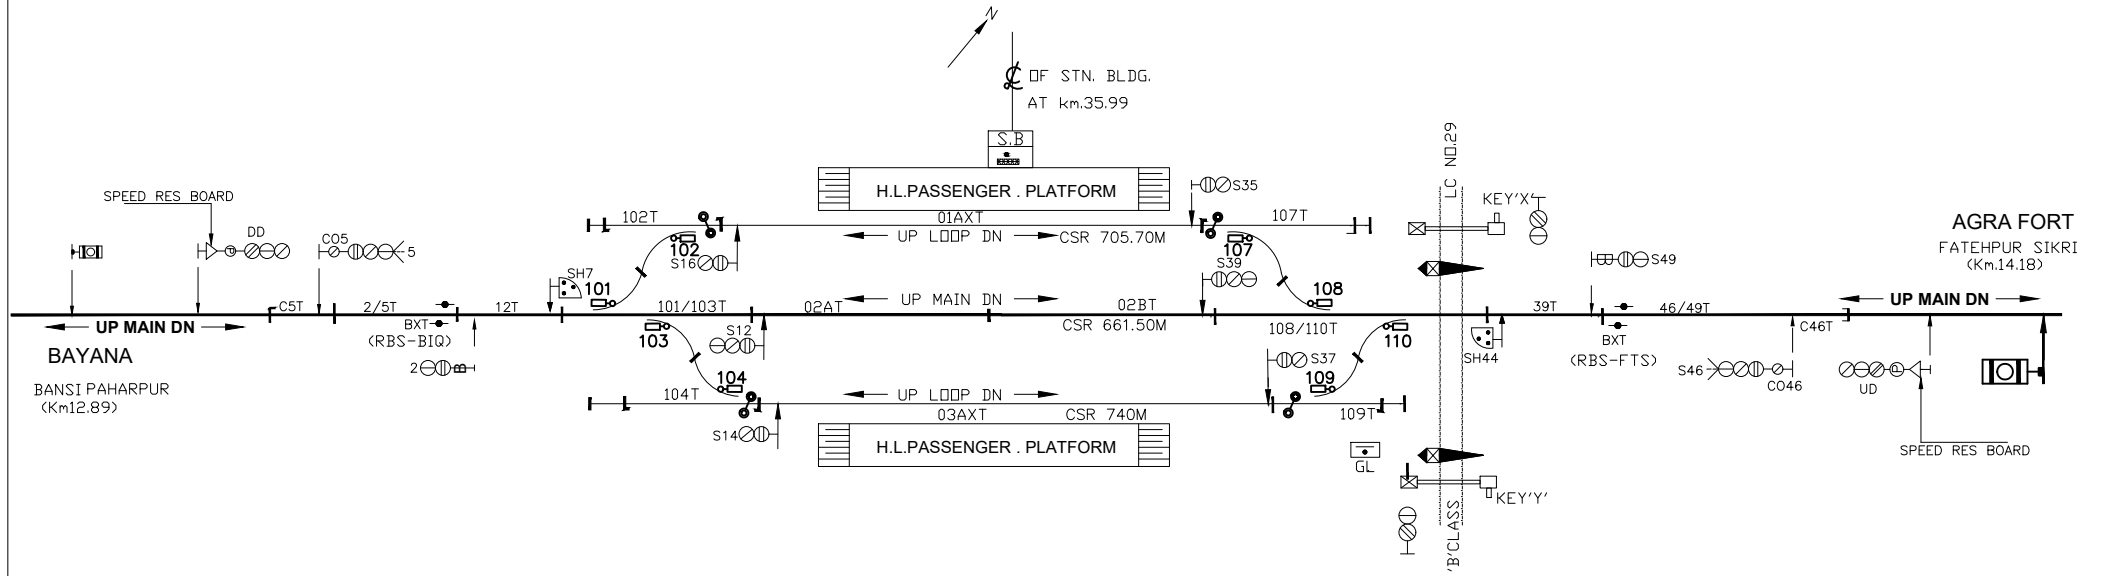 N
℄ OF STN. BLDG.
AT km.35.99
S.B
H.L.PASSENGER . PLATFORM
SPEED RES BOARD
DD
CO5
5
C5T
2/5T
BXT
(RBS-BIQ)
2
B
12T
SH7
101
102T
102
S16
101/103T
103
104
104T
S12
S14
02AT
01AXT
UP LOOP DN
CSR 705.70M
UP MAIN DN
02BT
CSR 661.50M
UP LOOP DN
03AXT
CSR 740M
H.L.PASSENGER . PLATFORM
S35
107T
107
S39
108
108/110T
110
S37
109
109T
GL
LC NO.29
'B'CLASS
KEY'X'
KEY'Y'
SH44
39T
B
S49
46/49T
BXT
(RBS-FTS)
C46T
S46
CO46
P
UD
SPEED RES BOARD
AGRA FORT
FATEHPUR SIKRI
(Km.14.18)
UP MAIN DN
P
UP MAIN DN
BAYANA
BANSI PAHARPUR
(Km12.89)